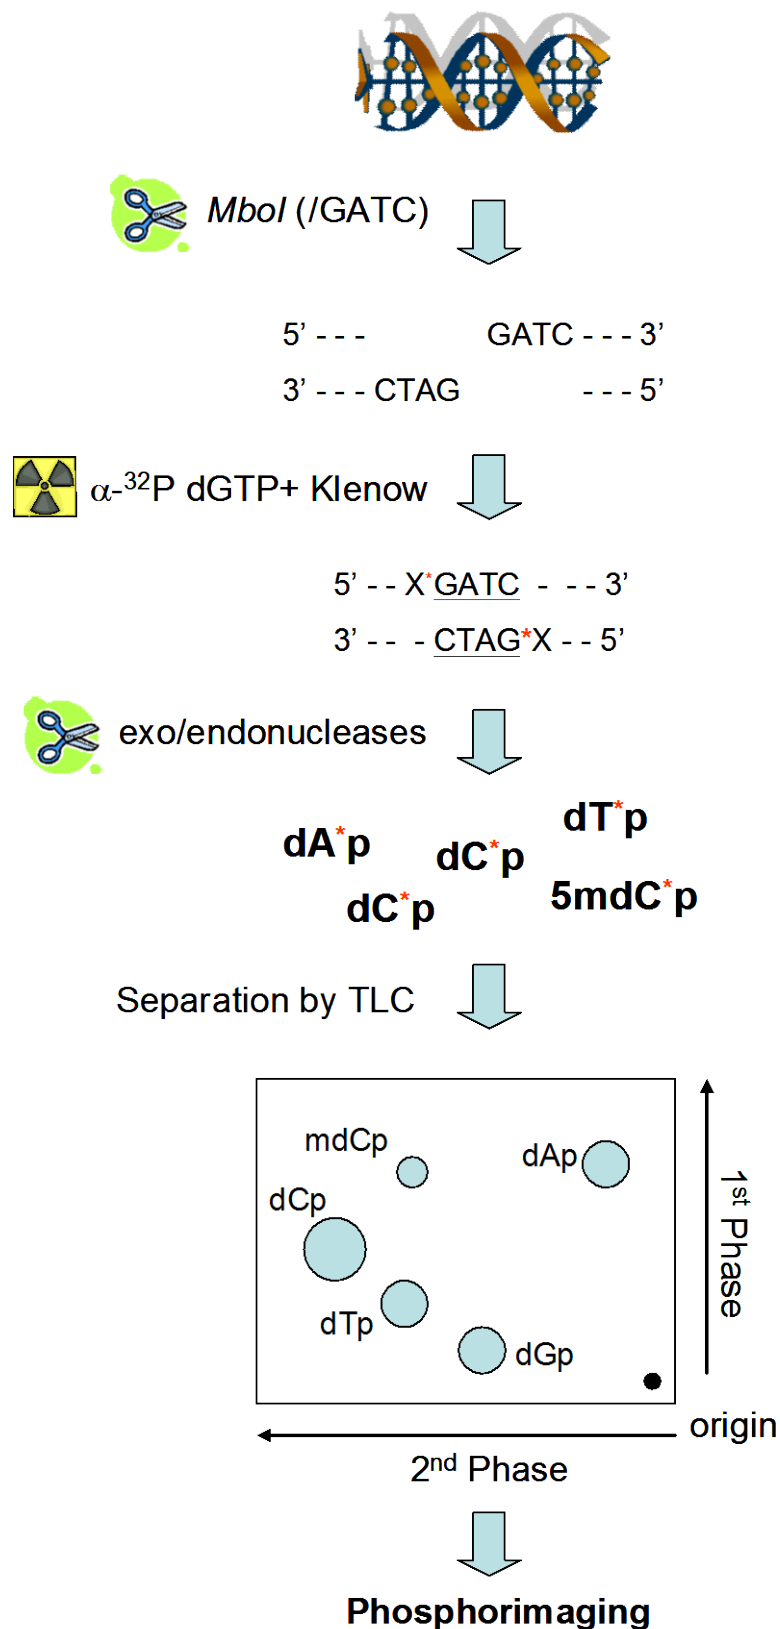 MboI (/GATC)
5’ - - - GATC - - - 3’
3’ - - - CTAG - - - 5’
α-³²P dGTP+ Klenow
5’ - - X*GATC - - - 3’
3’ - - - CTAG*X - - 5’
exo/endonucleases
dT*p
dA*p
dC*p
dC*p
5mdC*p
Separation by TLC
mdCp
dAp
dCp
dTp
dGp
1st Phase
origin
2nd Phase
Phosphorimaging